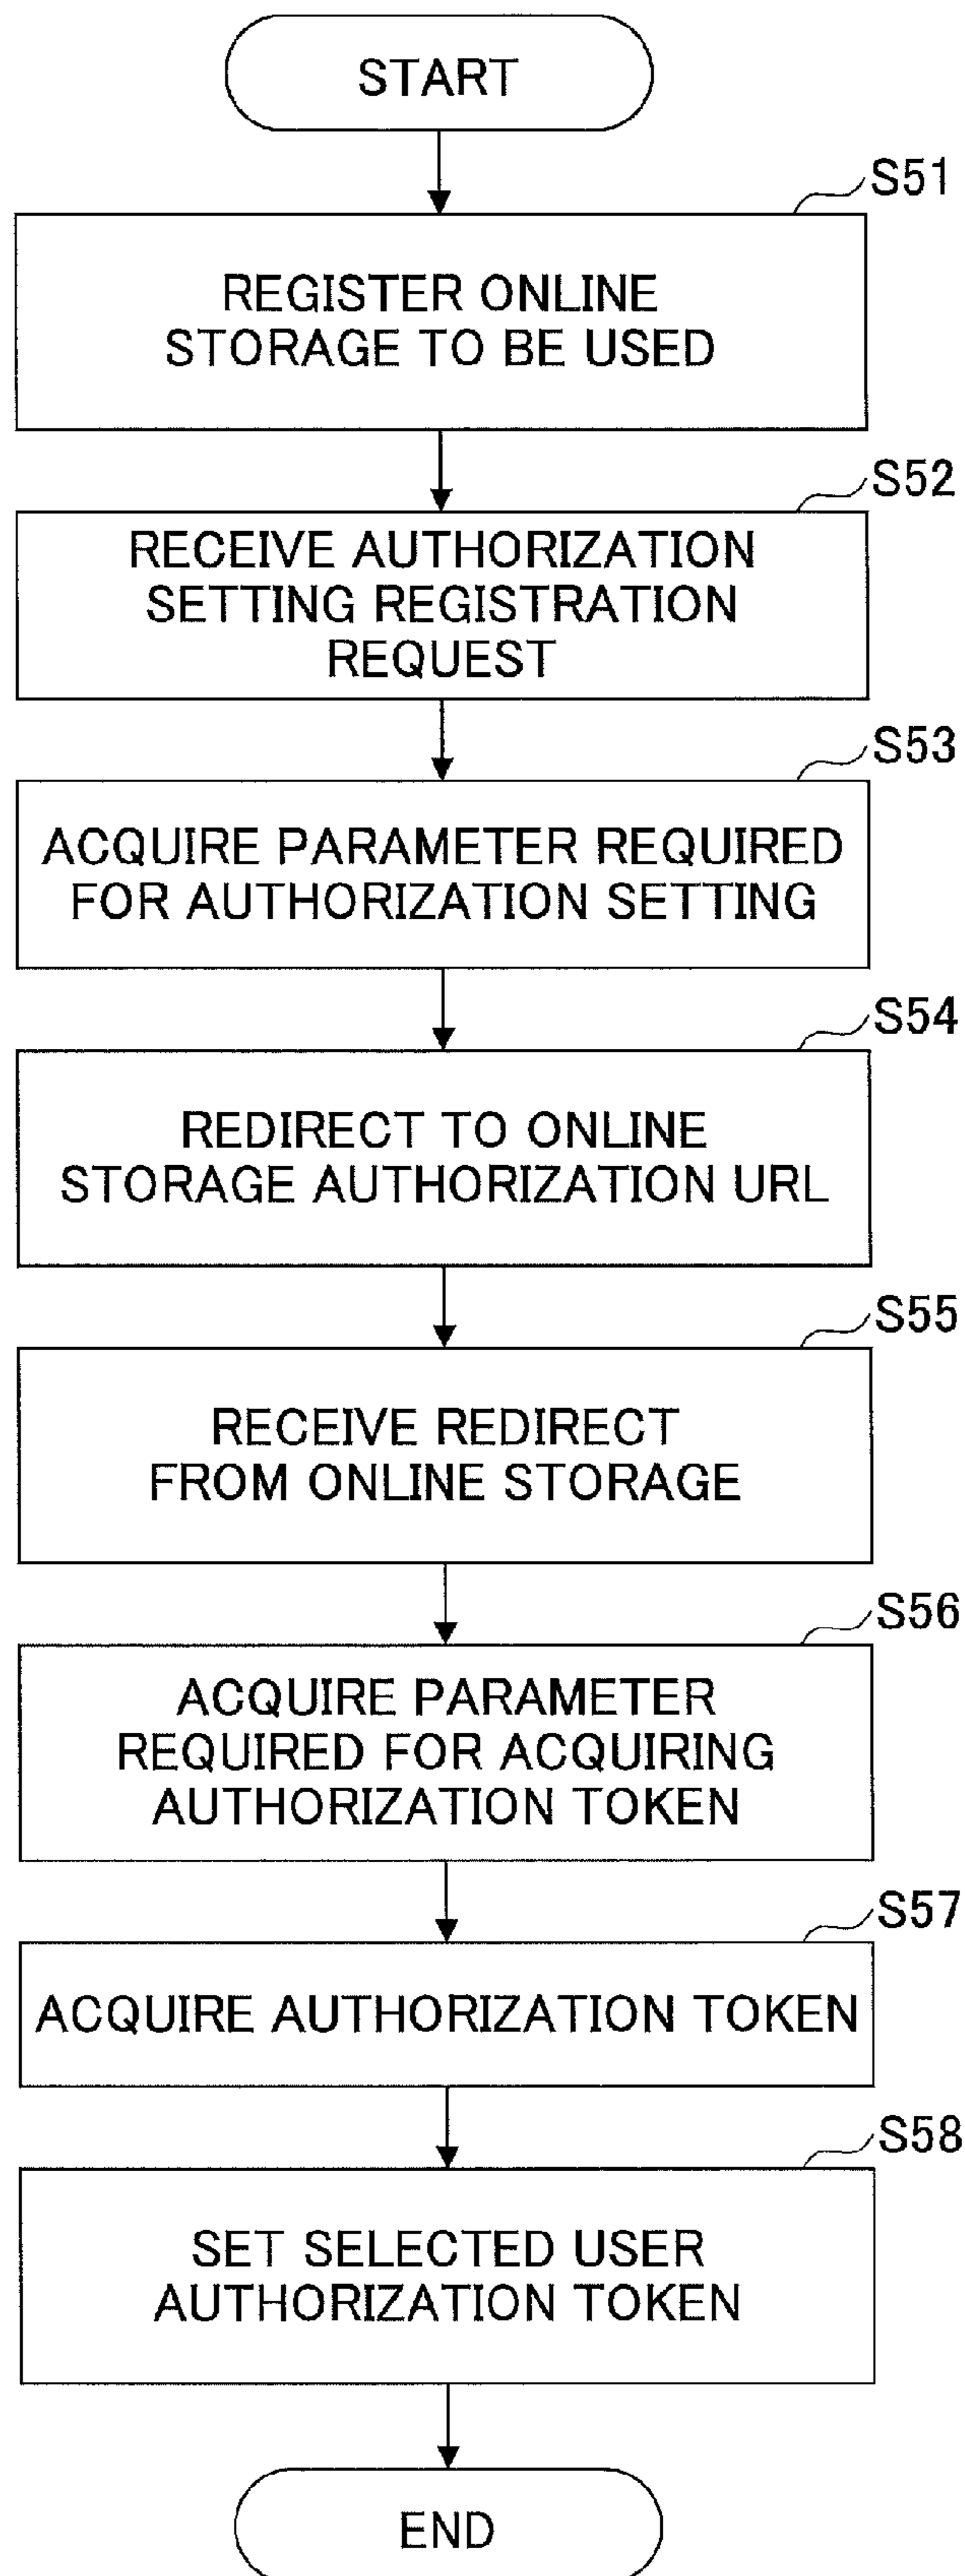 START
S51
REGISTER ONLINE
STORAGE TO BE USED
S52
RECEIVE AUTHORIZATION
SETTING REGISTRATION
REQUEST
S53
ACQUIRE PARAMETER REQUIRED
FOR AUTHORIZATION SETTING
S54
REDIRECT TO ONLINE
STORAGE AUTHORIZATION URL
S55
RECEIVE REDIRECT
FROM ONLINE STORAGE
S56
ACQUIRE PARAMETER
REQUIRED FOR ACQUIRING
AUTHORIZATION TOKEN
S57
ACQUIRE AUTHORIZATION TOKEN
S58
SET SELECTED USER
AUTHORIZATION TOKEN
END